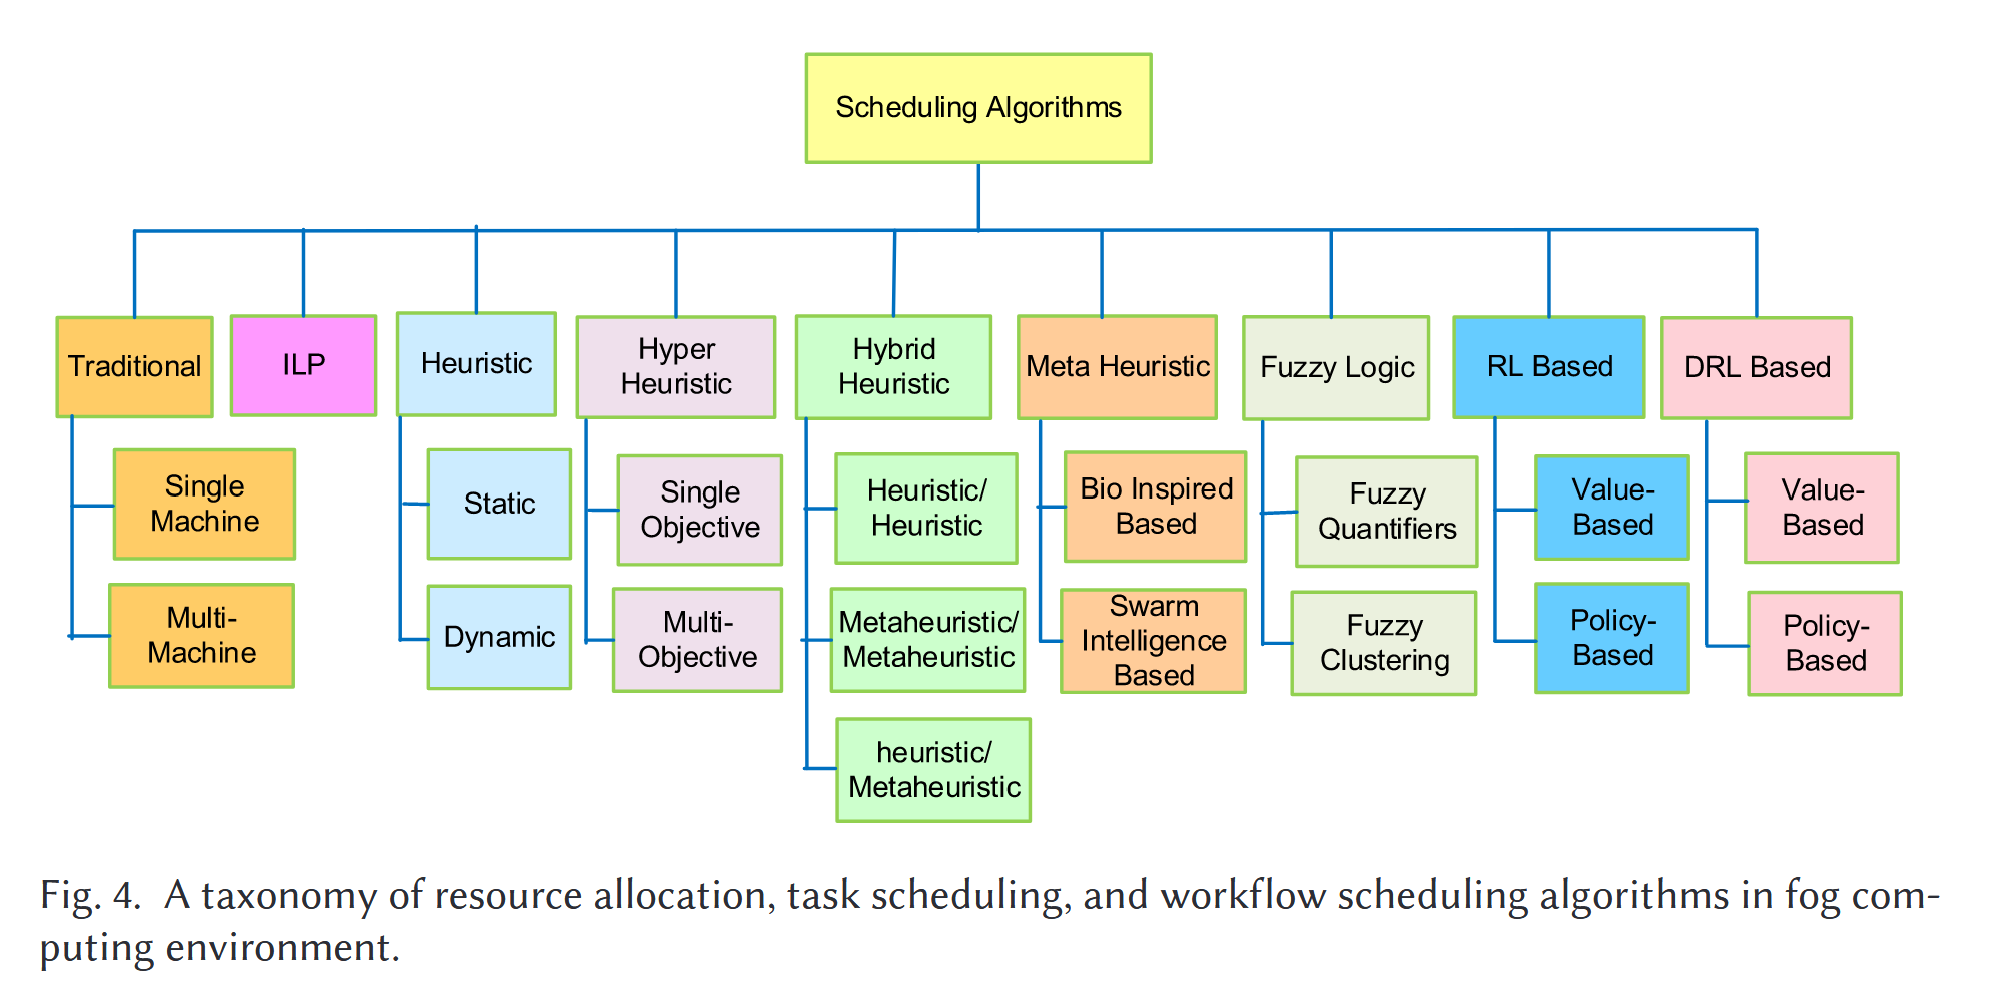 Scheduling Algorithms
Traditional
ILP
Heuristic
Hyper
Heuristic
Hybrid
Heuristic
Meta Heuristic
Fuzzy Logic
RL Based
DRL Based
Single
Machine
Multi-
Machine
Static
Dynamic
Single
Objective
Multi-
Objective
Heuristic/
Heuristic
Metaheuristic/
Metaheuristic
heuristic/
Metaheuristic
Bio Inspired
Based
Swarm
Intelligence
Based
Fuzzy
Quantifiers
Fuzzy
Clustering
Value-
Based
Policy-
Based
Value-
Based
Policy-
Based
Fig. 4. A taxonomy of resource allocation, task scheduling, and workflow scheduling algorithms in fog com-
puting environment.